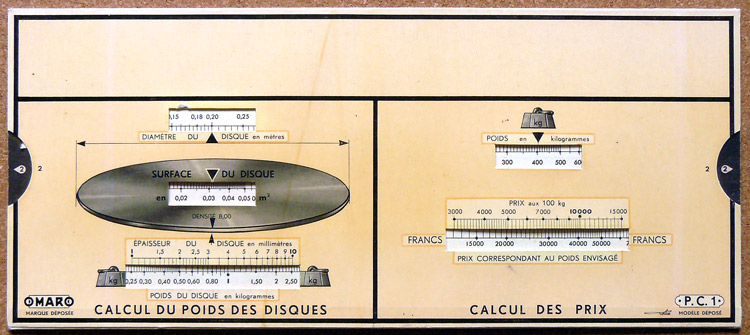 0,15 0,18 0,20 0,25
DIAMÈTRE DU DISQUE en mètres
SURFACE DU DISQUE
en 0,02 0,03 0,04 0,05 0 m²
DENSITÉ 8,00
ÉPAISSEUR DU DISQUE en millimètres
1 1,5 2 2,5 3 4 5 6 7 8 9 10
kg 0,25 0,30 0,40 0,50 0,60 0,80 1 1,50 2 2,50 kg
POIDS DU DISQUE en kilogrammes
OMARO
MARQUE DÉPOSÉE
CALCUL DU POIDS DES DISQUES
2 2
kg
POIDS en kilogrammes
300 400 500 60
PRIX aux 100 kg
3000 4000 5000 7000 10000 15000
FRANCS 15000 20000 30000 40000 50000 7 FRANCS
PRIX CORRESPONDANT AU POIDS ENVISAGÉ
CALCUL DES PRIX
2 2
P.C.1
MODÈLE DÉPOSÉ